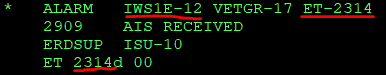 * ALARM IWS1E-12 VETGR-17 ET-2314
2909 AIS RECEIVED
ERDSUP ISU-10
ET 2314d 00